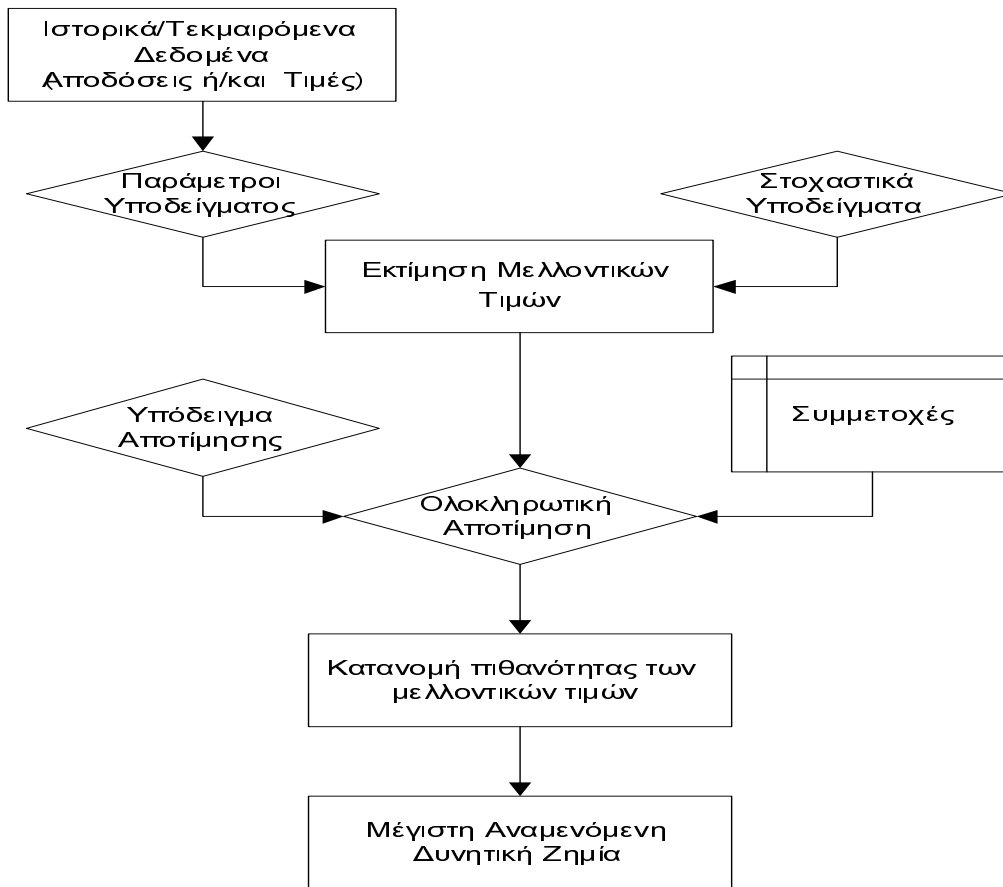 Ιστορικά/Τεκμαιρόμενα
Δεδομένα
(Αποδόσεις ή/και Τιμές)
Παράμετροι
Υποδείγματος
Στοχαστικά
Υποδείγματα
Εκτίμηση Μελλοντικών
Τιμών
Υπόδειγμα
Αποτίμησης
Συμμετοχές
Ολοκληρωτική
Αποτίμηση
Κατανομή πιθανότητας των
μελλοντικών τιμών
Μέγιστη Αναμενόμενη
Δυνητική Ζημία